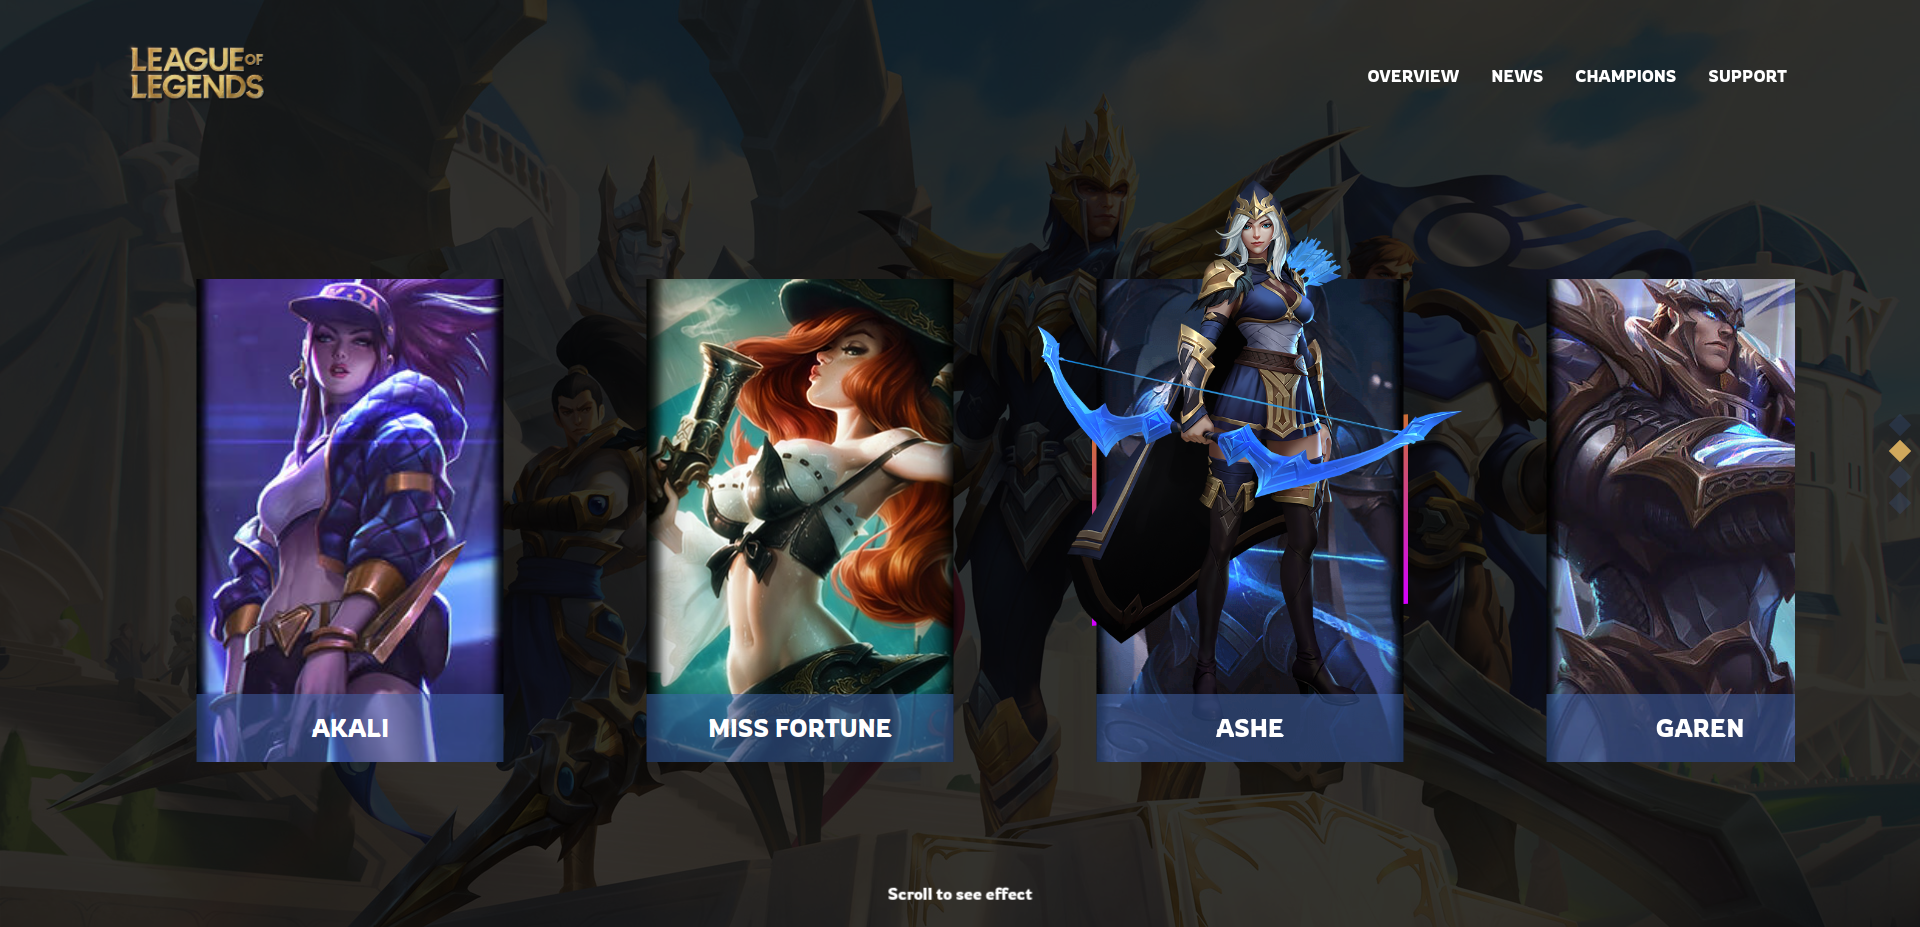 LEAGUE OF
LEGENDS
OVERVIEW NEWS CHAMPIONS SUPPORT
AKALI
MISS FORTUNE
ASHE
GAREN
Scroll to see effect